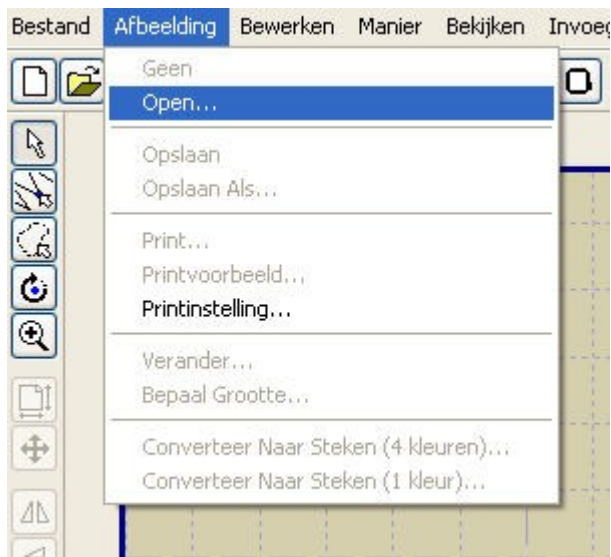 Bestand Afbeelding Bewerken Manier Bekijken Invoeg
Geen
Open...
Opslaan
Opslaan Als...
Print...
Printvoorbeeld...
Printinstelling...
Verander...
Bepaal Grootte...
Converteer Naar Steken (4 kleuren)...
Converteer Naar Steken (1 kleur)...